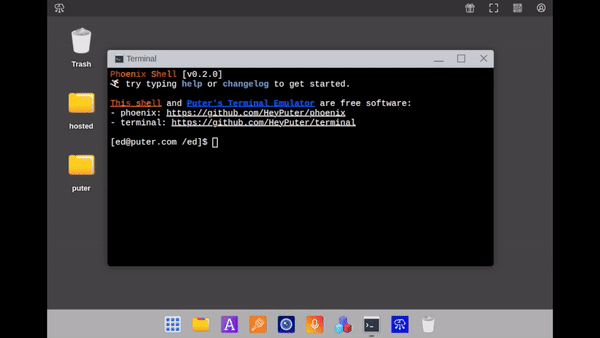 Terminal
Trash
hosted
puter
Phoenix Shell [v0.2.0]
try typing help or changelog to get started.
This shell and Puter's Terminal Emulator are free software:
- phoenix: https://github.com/HeyPuter/phoenix
- terminal: https://github.com/HeyPuter/terminal
[ed@puter.com /ed]$